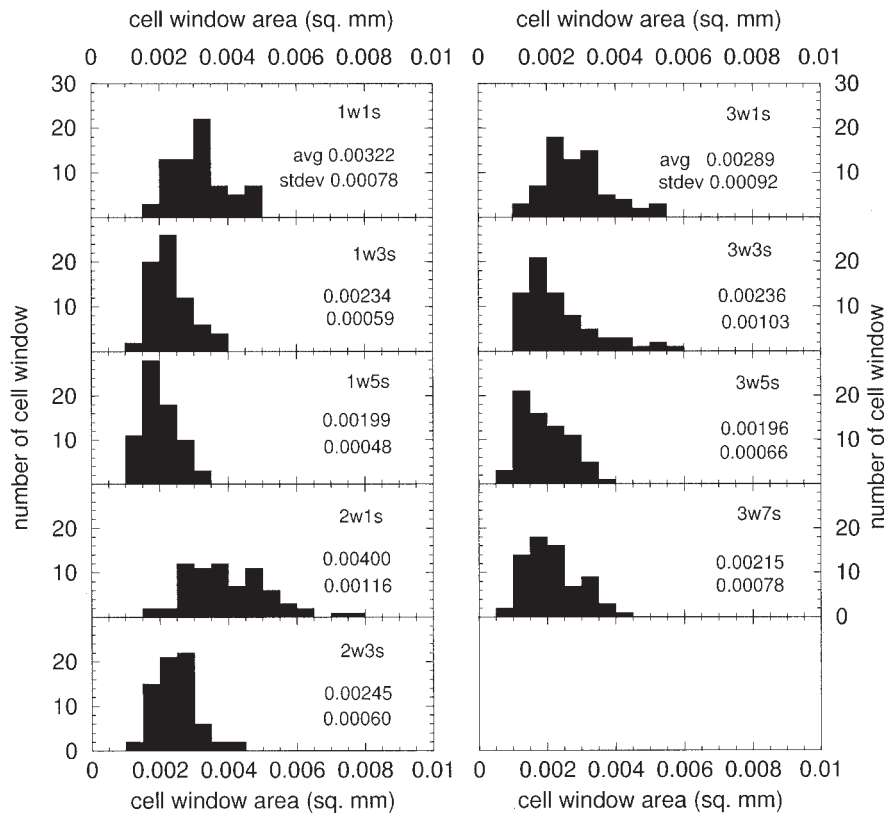 cell window area (sq. mm)
0 0.002 0.004 0.006 0.008 0.01
cell window area (sq. mm)
0 0.002 0.004 0.006 0.008 0.01
number of cell window
30
20
10
1w1s
avg 0.00322
stdev 0.00078
20
10
1w3s
0.00234
0.00059
20
10
1w5s
0.00199
0.00048
20
10
2w1s
0.00400
0.00116
20
10
0
2w3s
0.00245
0.00060
0 0.002 0.004 0.006 0.008 0.01
cell window area (sq. mm)
3w1s
avg 0.00289
stdev 0.00092
30
20
10
3w3s
0.00236
0.00103
20
10
3w5s
0.00196
0.00066
20
10
3w7s
0.00215
0.00078
20
10
0
number of cell window
0 0.002 0.004 0.006 0.008 0.01
cell window area (sq. mm)